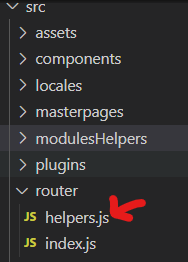 src
assets
components
locales
masterpages
modulesHelpers
plugins
router
JS helpers.js
JS index.js